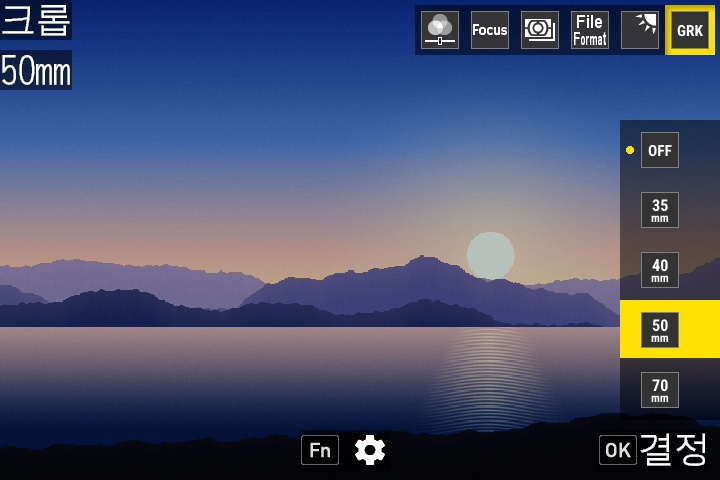 크롭
50mm
Focus
File
Format
GRK
OFF
35
mm
40
mm
50
mm
70
mm
Fn
OK 결정